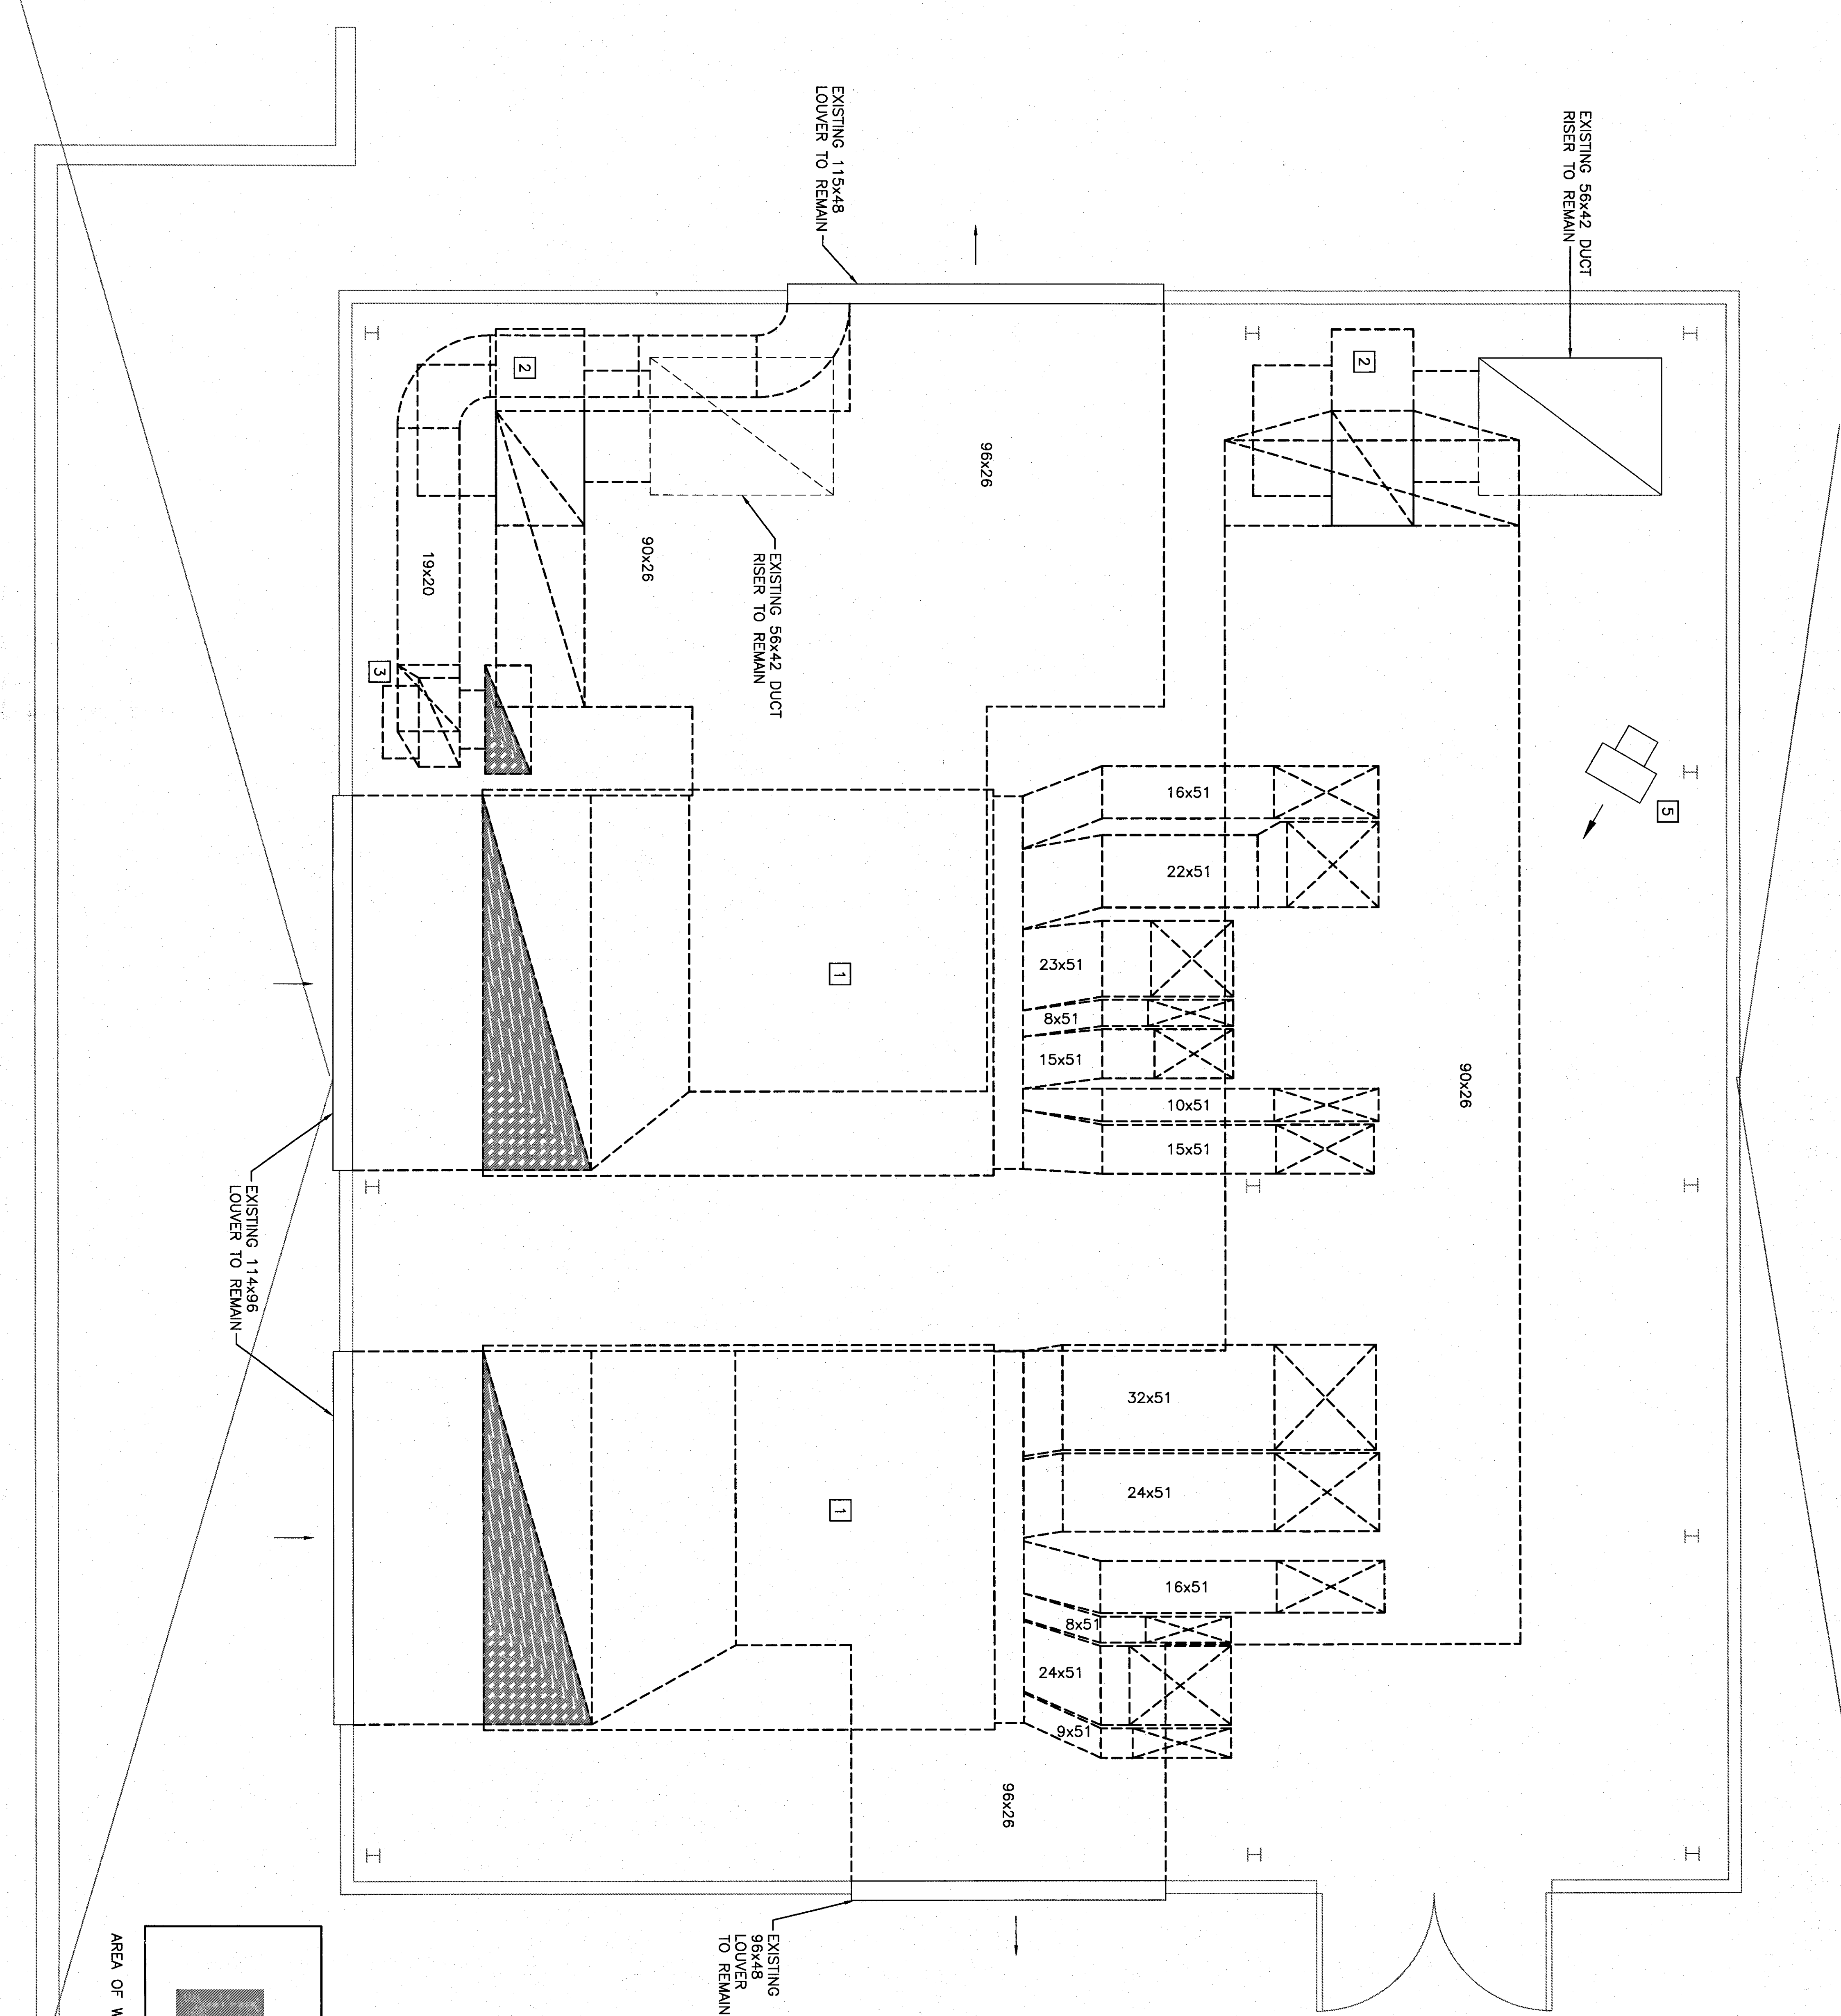 EXISTING 56x42 DUCT
RISER TO REMAIN
EXISTING 115x48
LOUVER TO REMAIN
2
2
96x26
90x26
19x20
EXISTING 56x42 DUCT
RISER TO REMAIN
3
5
16x51
22x51
23x51
8x51
15x51
10x51
15x51
1
90x26
EXISTING 114x96
LOUVER TO REMAIN
32x51
24x51
16x51
8x51
24x51
9x51
1
96x26
EXISTING
96x48
LOUVER
TO REMAIN
AREA OF